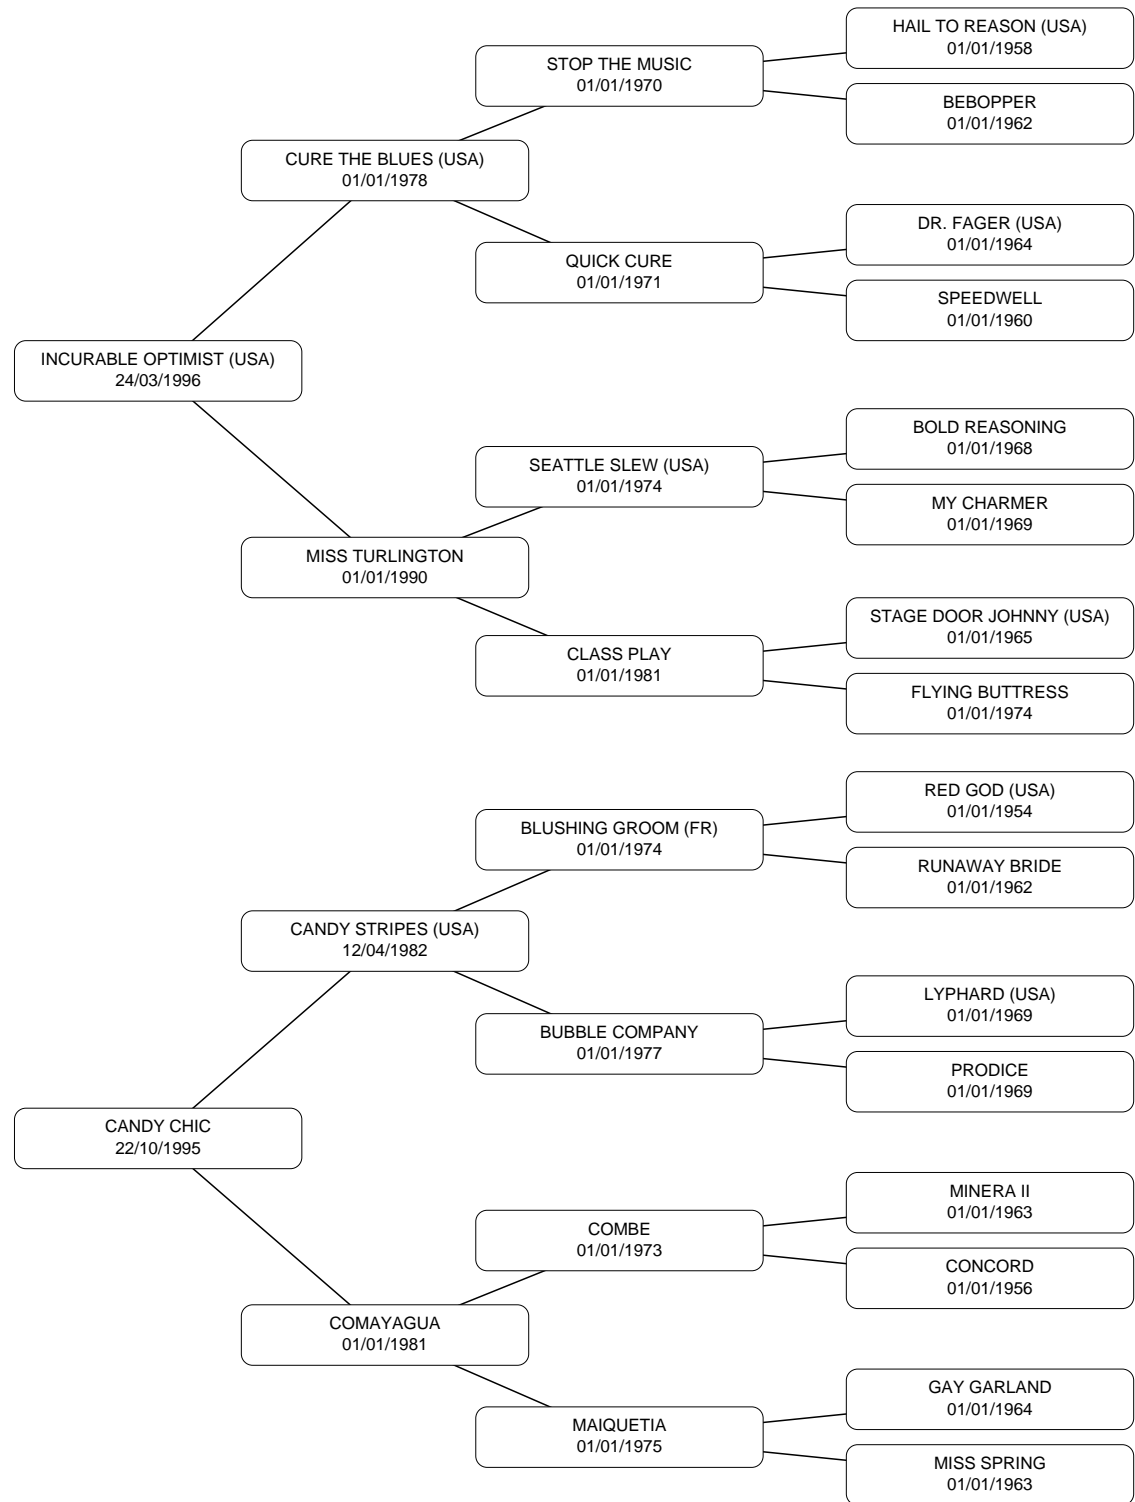 HAIL TO REASON (USA)
01/01/1958
STOP THE MUSIC
01/01/1970
BEBOPPER
01/01/1962
CURE THE BLUES (USA)
01/01/1978
DR. FAGER (USA)
01/01/1964
QUICK CURE
01/01/1971
SPEEDWELL
01/01/1960
INCURABLE OPTIMIST (USA)
24/03/1996
BOLD REASONING
01/01/1968
SEATTLE SLEW (USA)
01/01/1974
MY CHARMER
01/01/1969
MISS TURLINGTON
01/01/1990
STAGE DOOR JOHNNY (USA)
01/01/1965
CLASS PLAY
01/01/1981
FLYING BUTTRESS
01/01/1974
RED GOD (USA)
01/01/1954
BLUSHING GROOM (FR)
01/01/1974
RUNAWAY BRIDE
01/01/1962
CANDY STRIPES (USA)
12/04/1982
LYPHARD (USA)
01/01/1969
BUBBLE COMPANY
01/01/1977
PRODICE
01/01/1969
CANDY CHIC
22/10/1995
MINERA II
01/01/1963
COMBE
01/01/1973
CONCORD
01/01/1956
COMAYAGUA
01/01/1981
GAY GARLAND
01/01/1964
MAIQUETIA
01/01/1975
MISS SPRING
01/01/1963